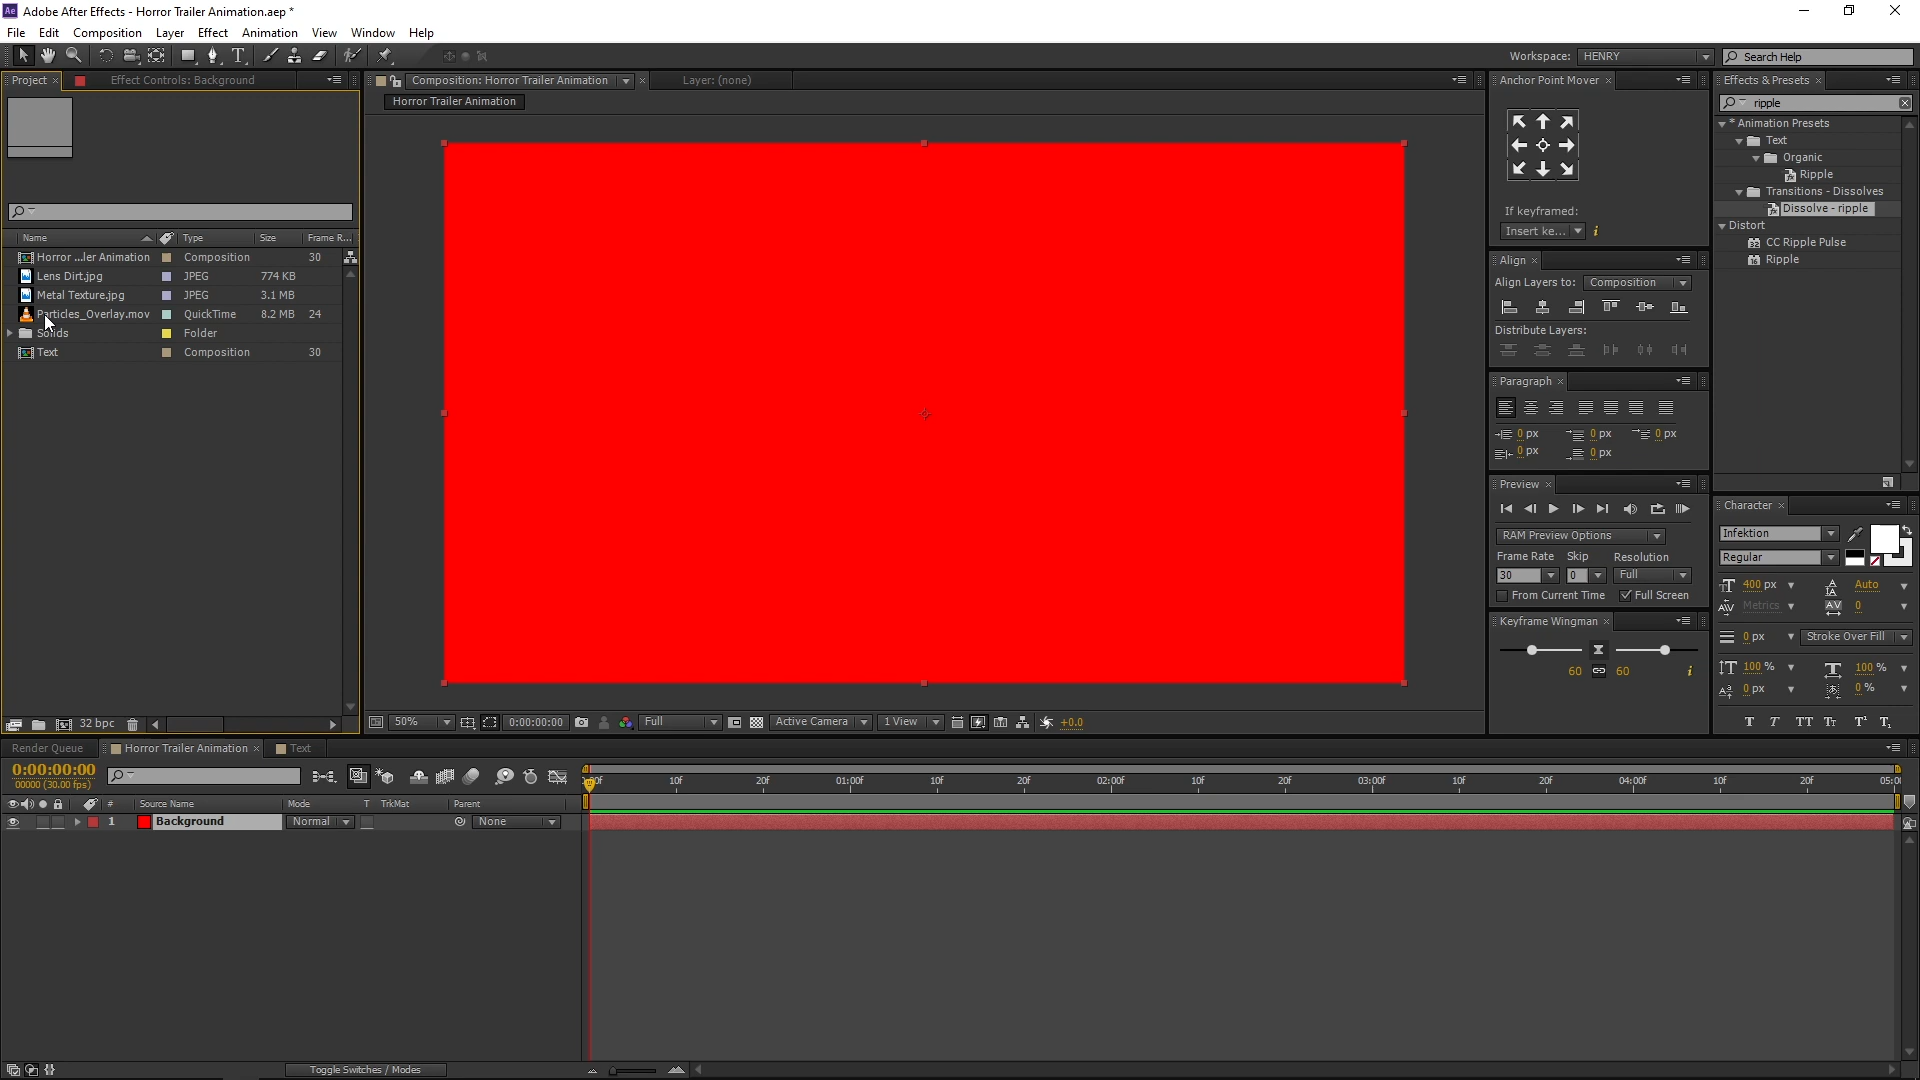 Adobe After Effects - Horror Trailer Animation.aep *
File Edit Composition Layer Effect Animation View Window Help
Workspace: HENRY Search Help
Project Effect Controls: Background
Composition: Horror Trailer Animation Layer: (none)
Horror Trailer Animation
Name Type Size Frame R...
Horror ...ler Animation Composition 30
Lens Dirt.jpg JPEG 774 KB
Metal Texture.jpg JPEG 3.1 MB
Particles_Overlay.mov QuickTime 8.2 MB 24
Solids Folder
Text Composition 30
32 bpc
50% 0:00:00:00 Full Active Camera 1 View +0.0
Anchor Point Mover
If keyframed:
Insert ke... i
Align
Align Layers to: Composition
Distribute Layers:
Paragraph
0 px 0 px 0 px
0 px 0 px
Preview
RAM Preview Options
Frame Rate Skip Resolution
30 0 Full
From Current Time Full Screen
Keyframe Wingman
60 60 i
Effects & Presets
ripple
* Animation Presets
Text
Organic
Ripple
Transitions - Dissolves
Dissolve - ripple
Distort
CC Ripple Pulse
Ripple
Character
Infektion
Regular
400 px Auto
Metrics 0
0 px Stroke Over Fill
100 % 100 %
0 px 0 %
T T TT Tt T¹ T₁
Render Queue Horror Trailer Animation Text
0:00:00:00
00000 (30.00 fps)
10f 20f 01:00f 10f 20f 02:00f 10f 20f 03:00f 10f 20f 04:00f 10f 20f
# Source Name Mode T TrkMat Parent
1 Background Normal None
Toggle Switches / Modes